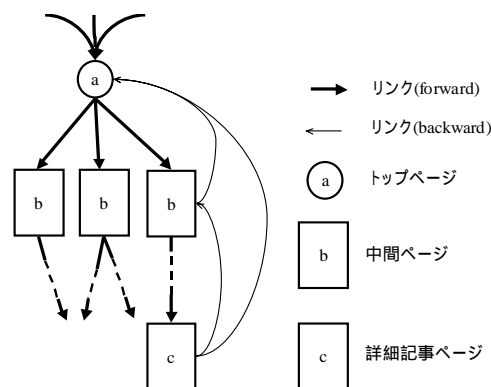 a
b b b
c
リンク(forward)
リンク(backward)
a トップページ
b 中間ページ
c 詳細記事ページ